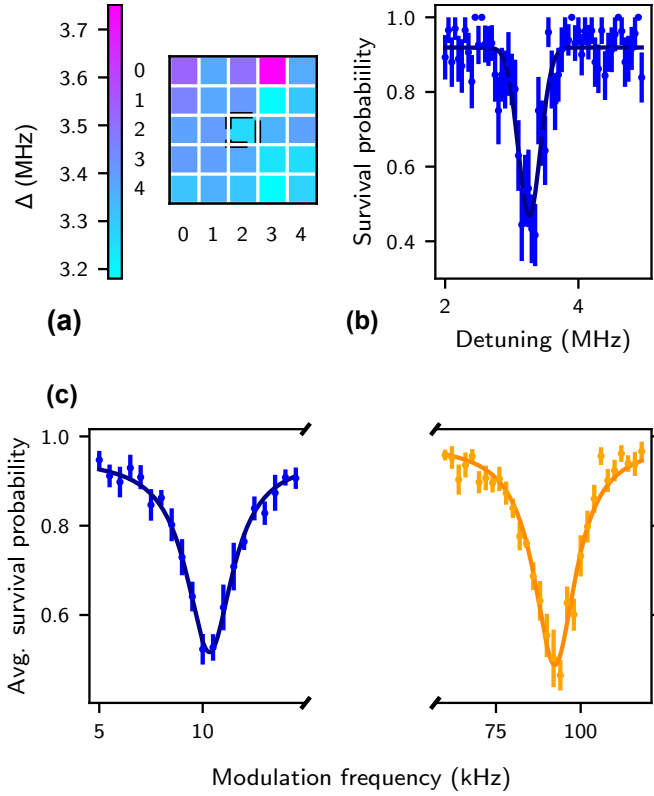 3.7
3.6
3.5
3.4
3.3
3.2
Δ (MHz)
0
1
2
3
4
0 1 2 3 4
(a)
1.0
0.8
0.6
0.4
Survival probabiility
2 4
Detuning (MHz)
(b)
(c)
1.0
0.8
0.6
Avg. survival probability
5 10 75 100
Modulation frequency (kHz)